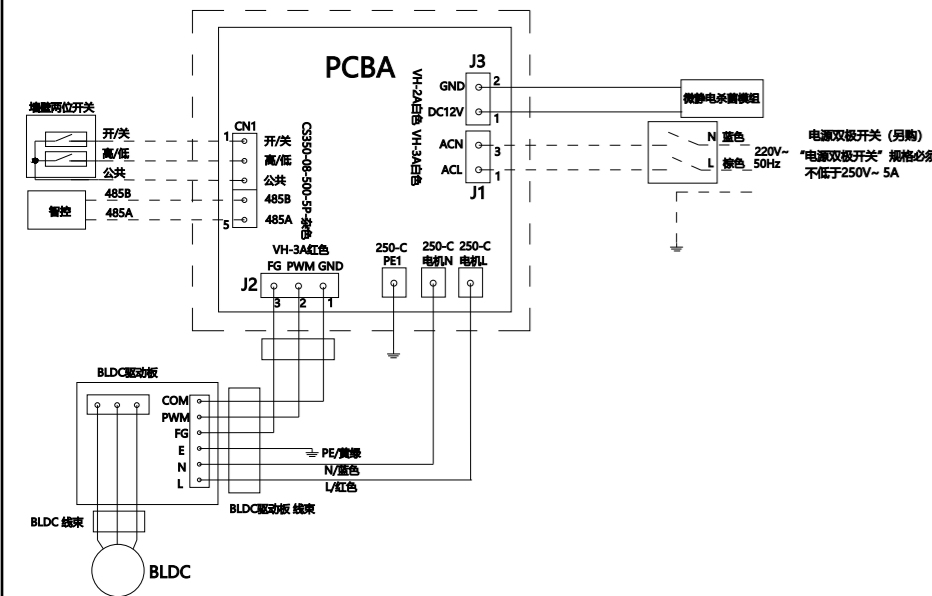 PCBA
J3
VH-2A白色
GND
2
DC12V
1
微静电杀菌模组
墙壁两位开关
开/关
高/低
公共
485B
485A
智控
CN1
1
5
开/关
高/低
公共
485B
485A
CS350-08-500-5P-杂色
VH-3A白色
ACN
3
ACL
1
J1
N 蓝色
L 棕色
220V~
50Hz
电源双极开关(另购)
“电源双极开关”规格必须
不低于250V~ 5A
VH-3A红色
FG PWM GND
J2
3 2 1
250-C
PE1
250-C
电机N
250-C
电机L
BLDC驱动板
COM
PWM
FG
E
N
L
PE/黄绿
N/蓝色
L/红色
BLDC驱动板 线束
BLDC 线束
BLDC